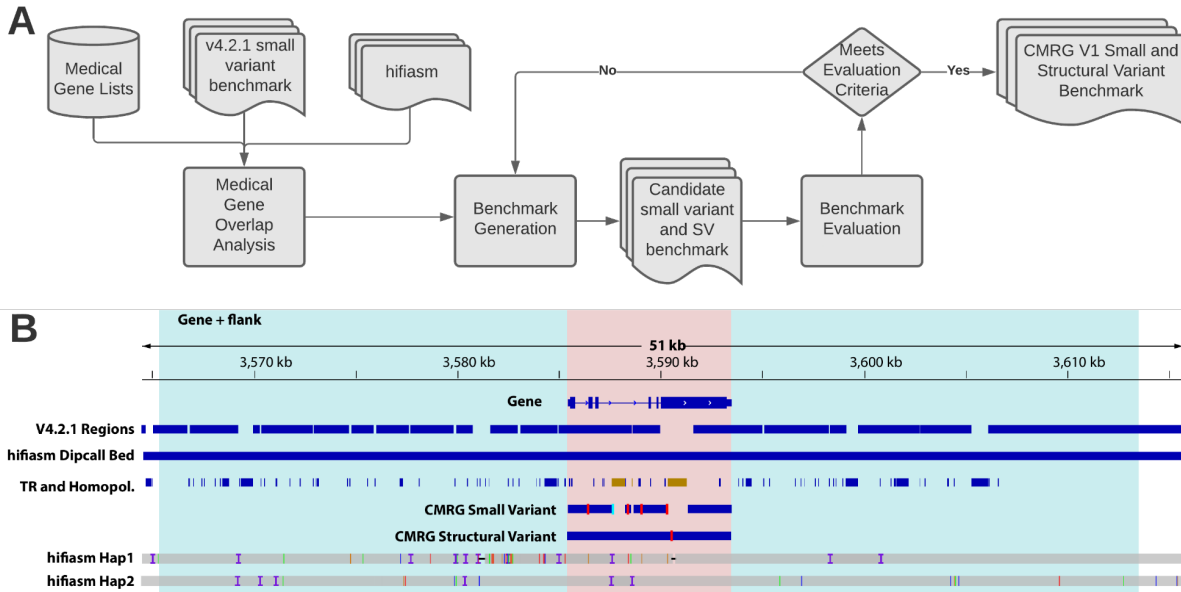 A
Medical
Gene Lists
v4.2.1 small
variant
benchmark
hifiasm
Medical
Gene
Overlap
Analysis
No
Benchmark
Generation
Candidate
small variant
and SV
benchmark
Benchmark
Evaluation
Meets
Evaluation
Criteria
Yes
CMRG V1 Small and
Structural Variant
Benchmark
B
Gene + flank
51 kb
3,570 kb 3,580 kb 3,590 kb 3,600 kb 3,610 kb
Gene
V4.2.1 Regions
hifiasm Dipcall Bed
TR and Homopol.
CMRG Small Variant
CMRG Structural Variant
hifiasm Hap1
hifiasm Hap2